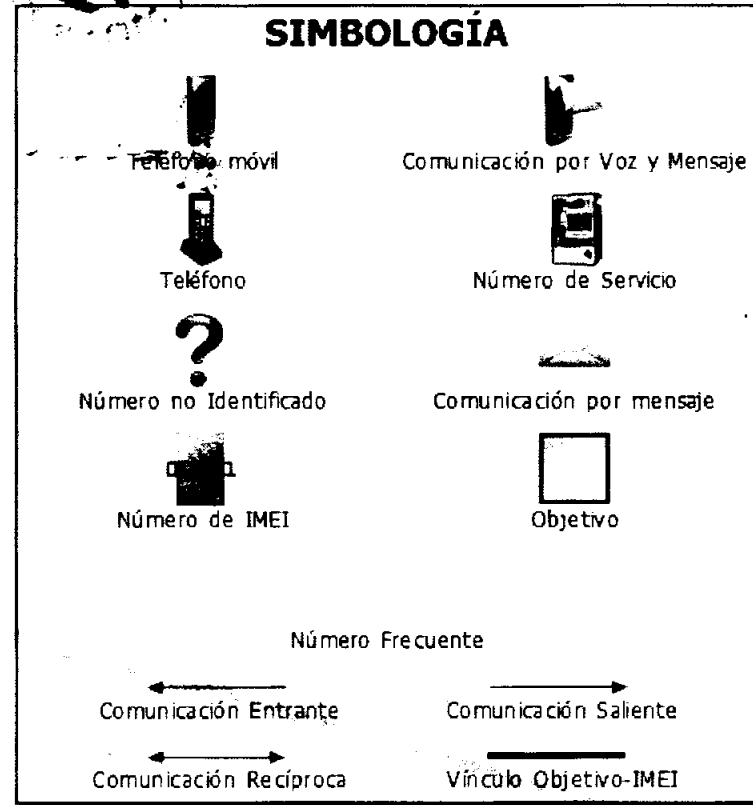 SIMBOLOGÍA
Teléfono móvil
Comunicación por Voz y Mensaje
Teléfono
Número de Servicio
Número no Identificado
Comunicación por mensaje
Número de IMEI
Objetivo
Número Frecuente
Comunicación Entrante
Comunicación Saliente
Comunicación Recíproca
Vínculo Objetivo-IMEI